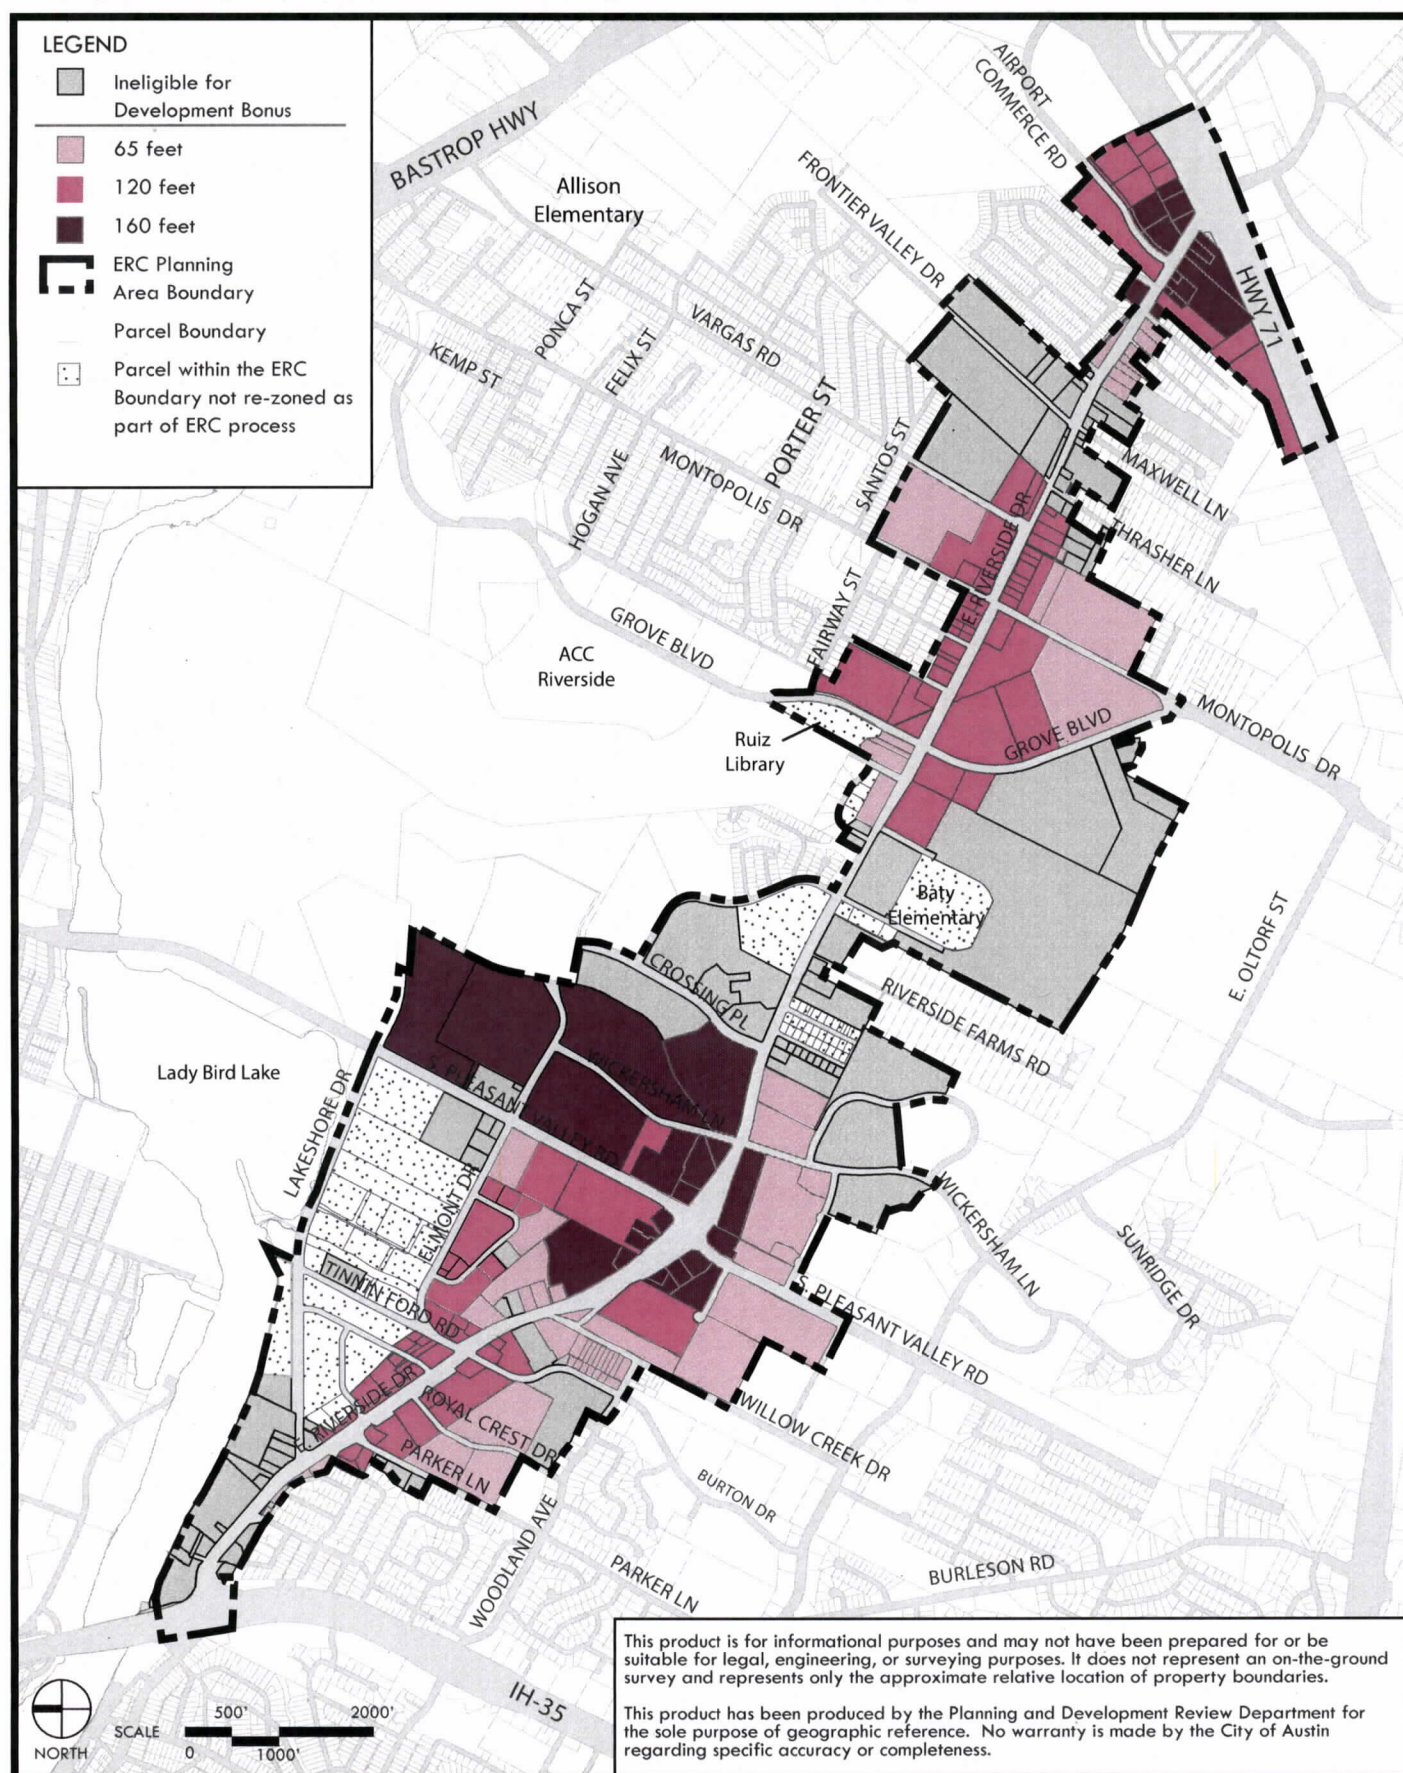 LEGEND
Ineligible for
Development Bonus
65 feet
120 feet
160 feet
ERC Planning
Area Boundary
Parcel Boundary
Parcel within the ERC
Boundary not re-zoned as
part of ERC process
BASTROP HWY
AIRPORT
COMMERCE RD
Allison
Elementary
FRONTIER VALLEY DR
HWY 71
PONCA ST
VARGAS RD
FELIX ST
KEMP ST
PORTER ST
SANTOS ST
MAXWELL LN
HOGAN AVE
MONTOPOLIS DR
THRASHER LN
E. RIVERSIDE DR
FAIRWAY ST
GROVE BLVD
ACC
Riverside
MONTOPOLIS DR
GROVE BLVD
Ruiz
Library
Baty
Elementary
E. OLTORF ST
CROSSING PL
RIVERSIDE FARMS RD
Lady Bird Lake
LAKESHORE DR
WICKERSHAM LN
S. PLEASANT VALLEY RD
ELMONT DR
WICKERSHAM LN
SUNRIDGE DR
TINNIN FORD RD
S. PLEASANT VALLEY RD
E. RIVERSIDE DR
ROYAL CREST DR
WILLOW CREEK DR
PARKER LN
BURTON DR
WOODLAND AVE
PARKER LN
BURLESON RD
IH-35
NORTH
SCALE
500'
2000'
0
1000'
This product is for informational purposes and may not have been prepared for or be
suitable for legal, engineering, or surveying purposes. It does not represent an on-the-ground
survey and represents only the approximate relative location of property boundaries.
This product has been produced by the Planning and Development Review Department for
the sole purpose of geographic reference. No warranty is made by the City of Austin
regarding specific accuracy or completeness.